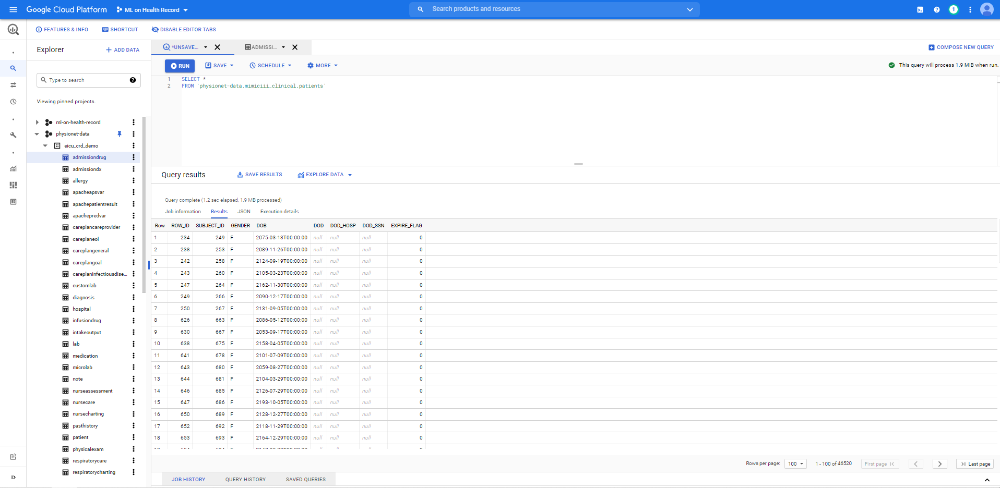 Google Cloud Platform ML on Health Record Search products and resources 1
FEATURES & INFO SHORTCUT DISABLE EDITOR TABS
Explorer + ADD DATA
Type to search
Viewing pinned projects.
ml-on-health-record
physionet-data
eicu_crd_demo
admissiondrug
admissiondx
allergy
apacheapsvar
apachepatientresult
apachepredvar
careplancareprovider
careplaneol
careplangeneral
careplangoal
careplaninfectiousdise...
customlab
diagnosis
hospital
infusiondrug
intakeoutput
lab
medication
microlab
note
nurseassessment
nursecare
nursecharting
pasthistory
patient
physicalexam
respiratorycare
respiratorycharting
*UNSAVE... ADMISSI... COMPOSE NEW QUERY
RUN SAVE SCHEDULE MORE This query will process 1.9 MiB when run.
1 SELECT *
2 FROM `physionet-data.mimiciii_clinical.patients`
Query results SAVE RESULTS EXPLORE DATA
Query complete (1.2 sec elapsed, 1.9 MB processed)
Job information Results JSON Execution details
Row ROW_ID SUBJECT_ID GENDER DOB DOD DOD_HOSP DOD_SSN EXPIRE_FLAG
1 234 249 F 2075-03-13T00:00:00 null null null 0
2 238 253 F 2089-11-26T00:00:00 null null null 0
3 242 258 F 2124-09-19T00:00:00 null null null 0
4 243 260 F 2105-03-23T00:00:00 null null null 0
5 247 264 F 2162-11-30T00:00:00 null null null 0
6 249 266 F 2090-12-17T00:00:00 null null null 0
7 250 267 F 2131-09-05T00:00:00 null null null 0
8 626 663 F 2086-05-12T00:00:00 null null null 0
9 630 667 F 2053-09-17T00:00:00 null null null 0
10 638 675 F 2158-04-05T00:00:00 null null null 0
11 641 678 F 2101-07-09T00:00:00 null null null 0
12 643 680 F 2059-08-27T00:00:00 null null null 0
13 644 681 F 2104-03-29T00:00:00 null null null 0
14 646 685 F 2126-07-29T00:00:00 null null null 0
15 647 686 F 2193-10-05T00:00:00 null null null 0
16 650 689 F 2128-12-27T00:00:00 null null null 0
17 652 692 F 2118-11-29T00:00:00 null null null 0
18 653 693 F 2164-12-29T00:00:00 null null null 0
Rows per page: 100 1 - 100 of 46520 First page Last page
JOB HISTORY QUERY HISTORY SAVED QUERIES